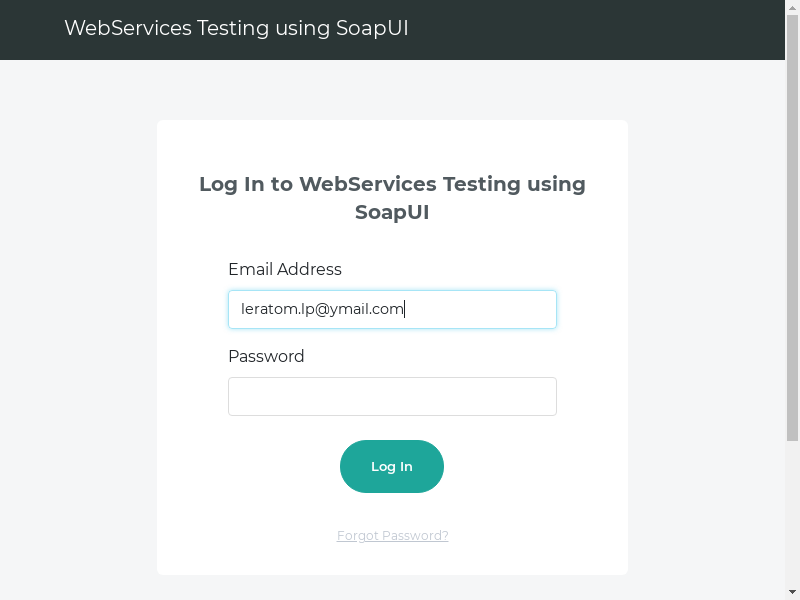 WebServices Testing using SoapUI
Log In to WebServices Testing using
SoapUI
Email Address
leratom.lp@ymail.com
Password
Log In
Forgot Password?